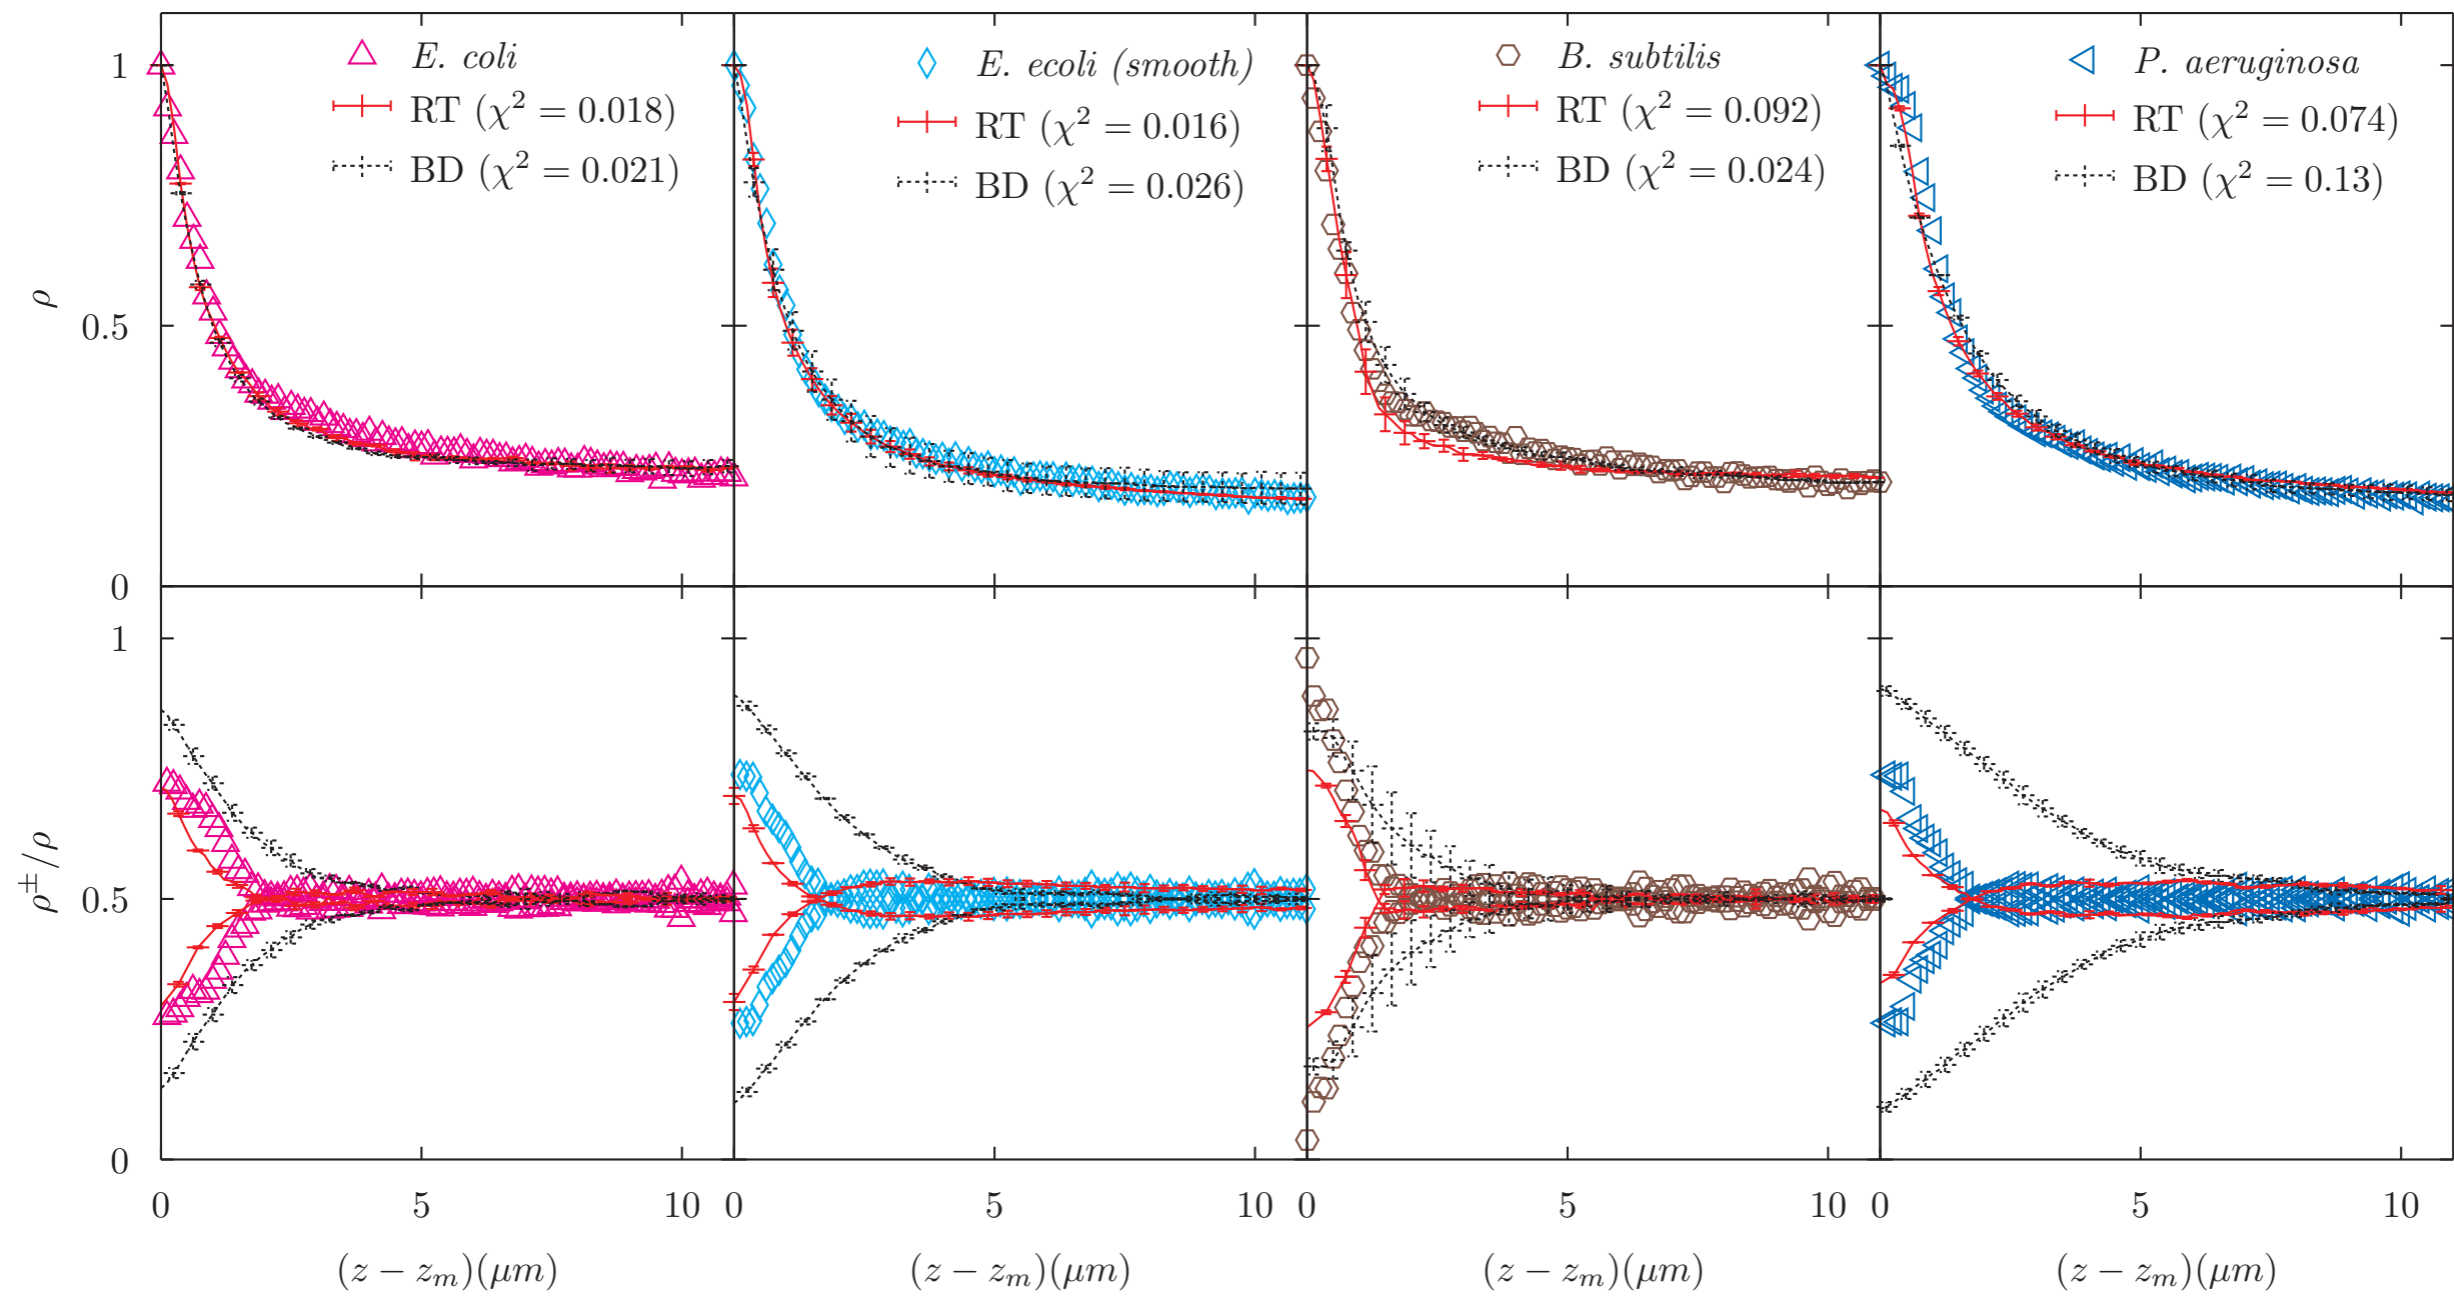 E. coli
RT (χ² = 0.018)
BD (χ² = 0.021)
E. ecoli (smooth)
RT (χ² = 0.016)
BD (χ² = 0.026)
B. subtilis
RT (χ² = 0.092)
BD (χ² = 0.024)
P. aeruginosa
RT (χ² = 0.074)
BD (χ² = 0.13)
1
0.5
0
ρ
1
0.5
0
ρ±/ρ
0 5 10 0 5 10 0 5 10 0 5 10
(z − zₘ)(μm) (z − zₘ)(μm) (z − zₘ)(μm) (z − zₘ)(μm)